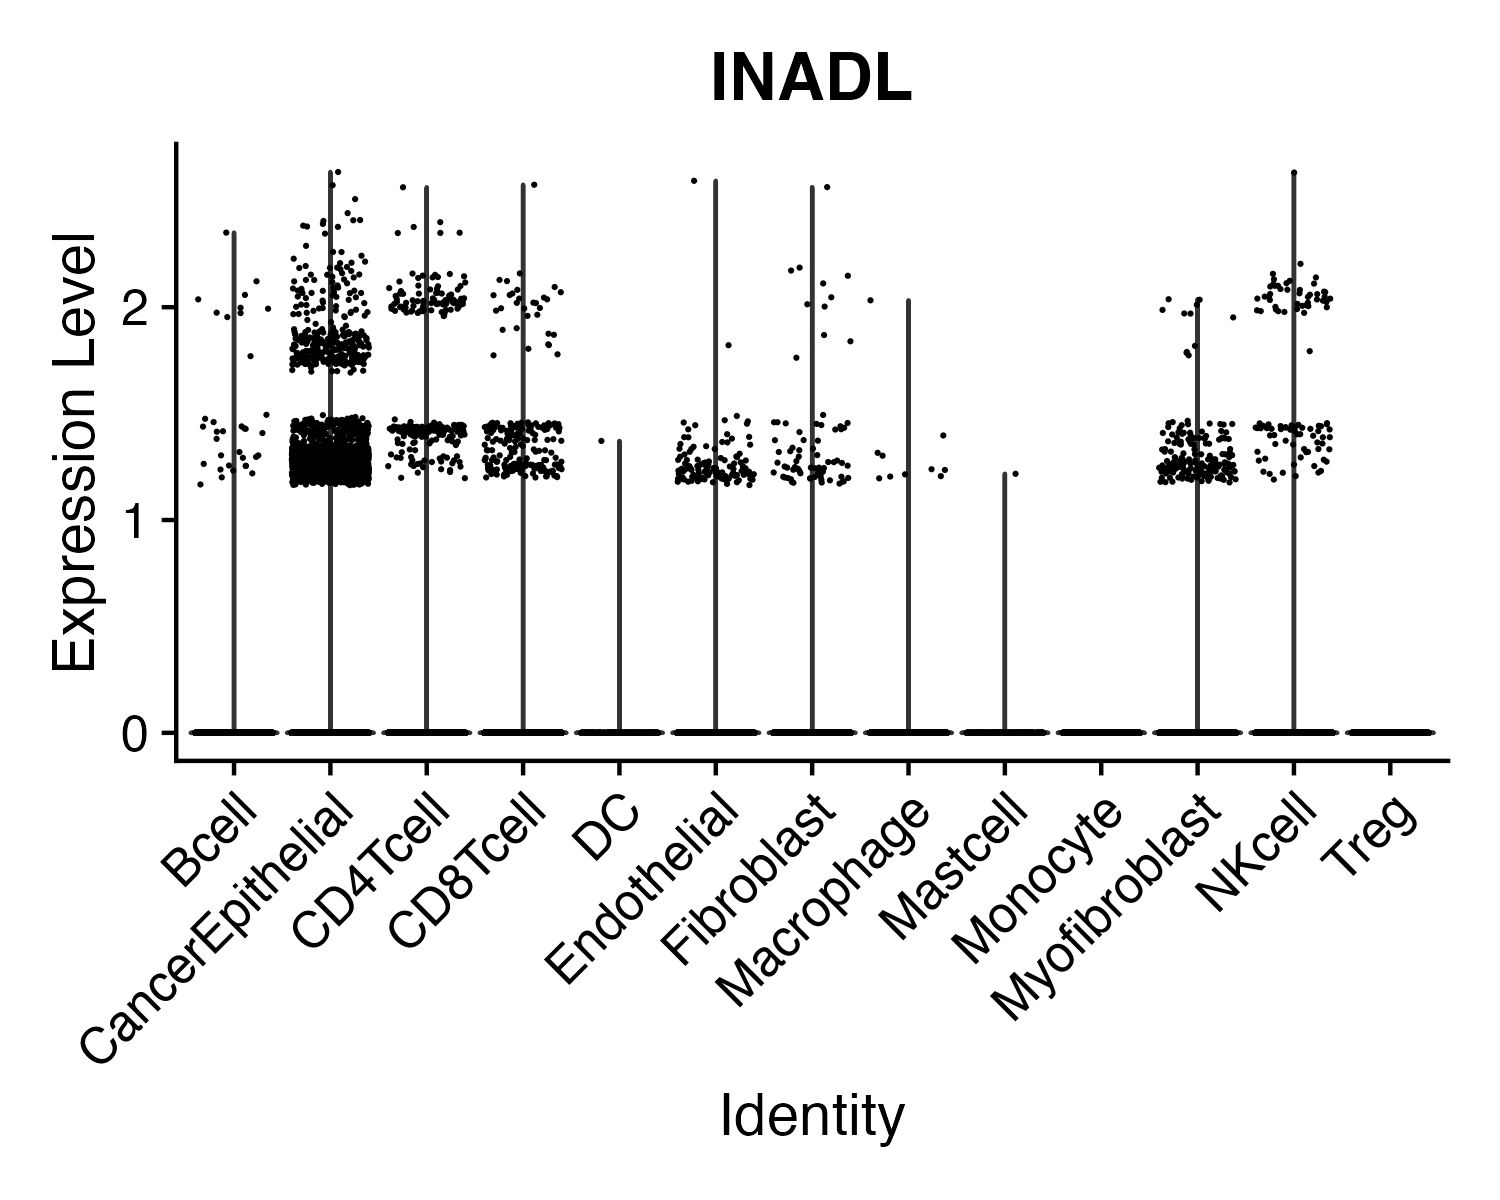 INADL
Expression Level
2
1
0
Bcell
CancerEpithelial
CD4Tcell
CD8Tcell
DC
Endothelial
Fibroblast
Macrophage
Mastcell
Monocyte
Myofibroblast
NKcell
Treg
Identity